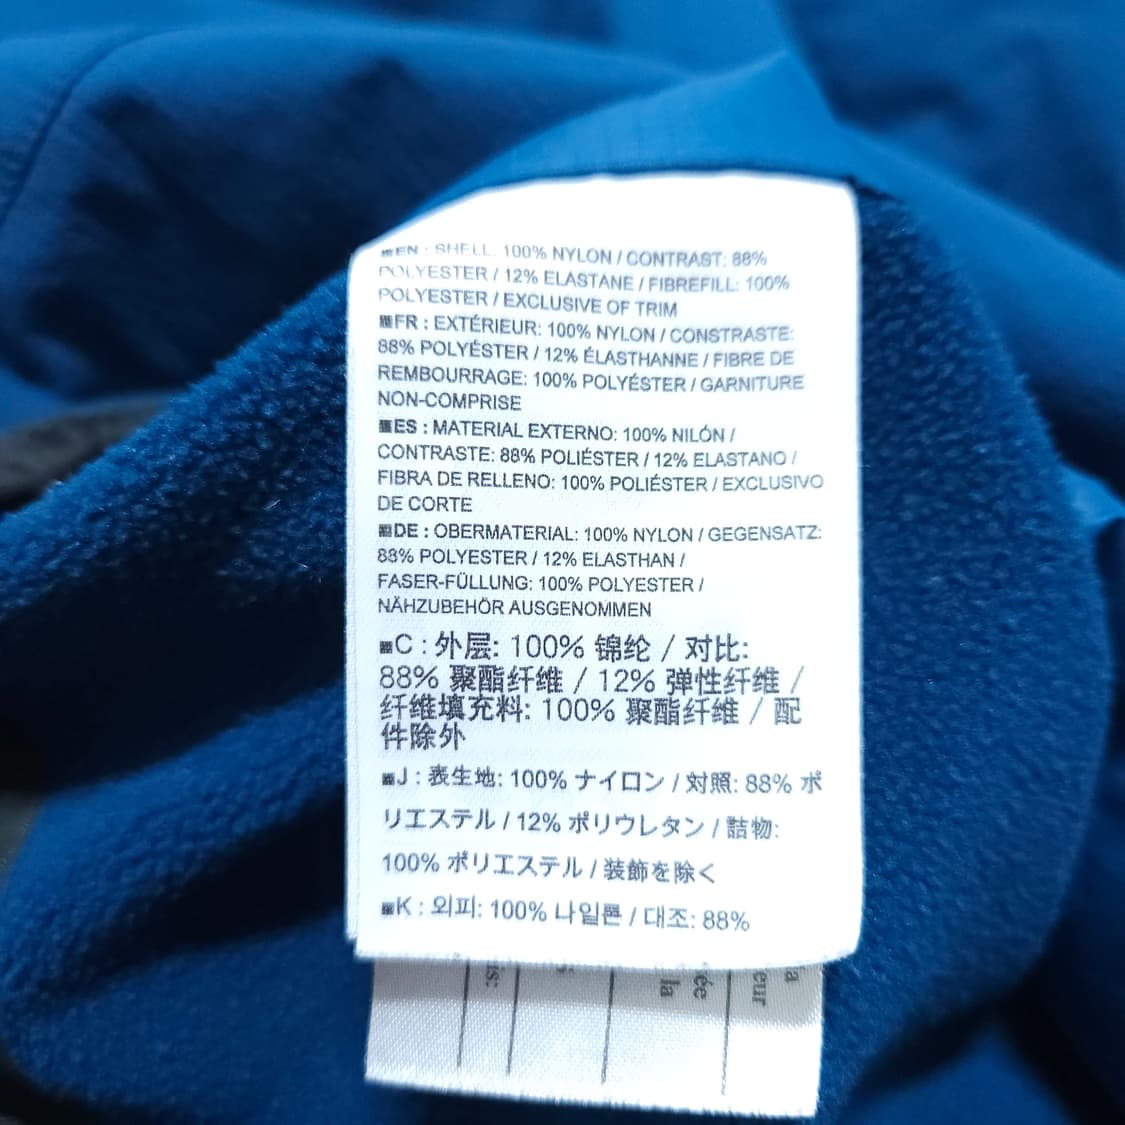 EN : SHELL: 100% NYLON / CONTRAST: 88%
POLYESTER / 12% ELASTANE / FIBREFILL: 100%
POLYESTER / EXCLUSIVE OF TRIM
FR : EXTÉRIEUR: 100% NYLON / CONSTRASTE:
88% POLYÉSTER / 12% ÉLASTHANNE / FIBRE DE
REMBOURRAGE: 100% POLYÉSTER / GARNITURE
NON-COMPRISE
ES : MATERIAL EXTERNO: 100% NILÓN /
CONTRASTE: 88% POLIÉSTER / 12% ELASTANO /
FIBRA DE RELLENO: 100% POLIÉSTER / EXCLUSIVO
DE CORTE
DE : OBERMATERIAL: 100% NYLON / GEGENSATZ:
88% POLYESTER / 12% ELASTHAN /
FASER-FÜLLUNG: 100% POLYESTER /
NÄHZUBEHÖR AUSGENOMMEN
C : 外层: 100% 锦纶 / 对比:
88% 聚酯纤维 / 12% 弹性纤维 /
纤维填充料: 100% 聚酯纤维 / 配
件除外
J : 表生地: 100% ナイロン / 対照: 88% ポ
リエステル / 12% ポリウレタン / 詰物:
100% ポリエステル / 装飾を除く
K : 외피: 100% 나일론 / 대조: 88%
la